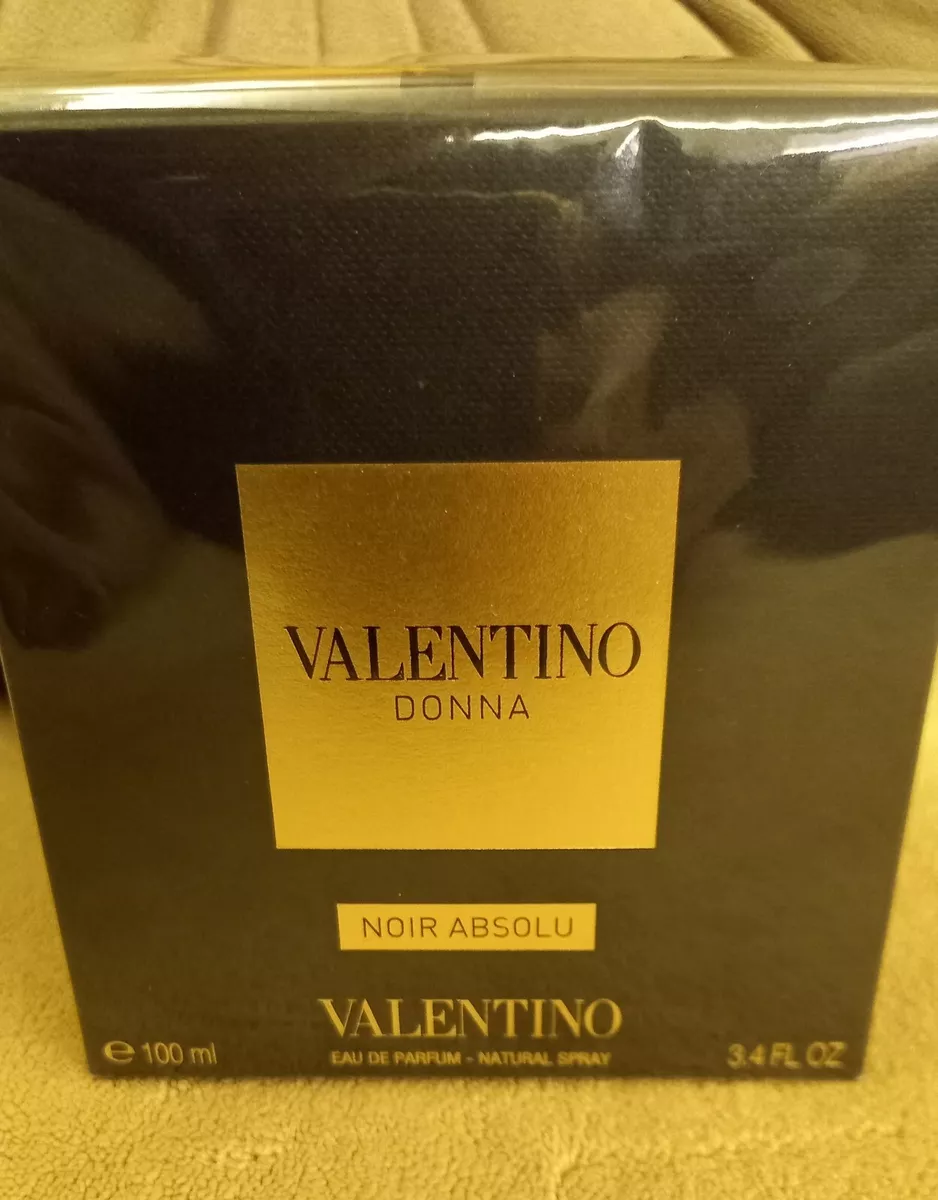 VALENTINO
DONNA
NOIR ABSOLU
VALENTINO
℮ 100 ml
EAU DE PARFUM - NATURAL SPRAY
3.4 FL OZ